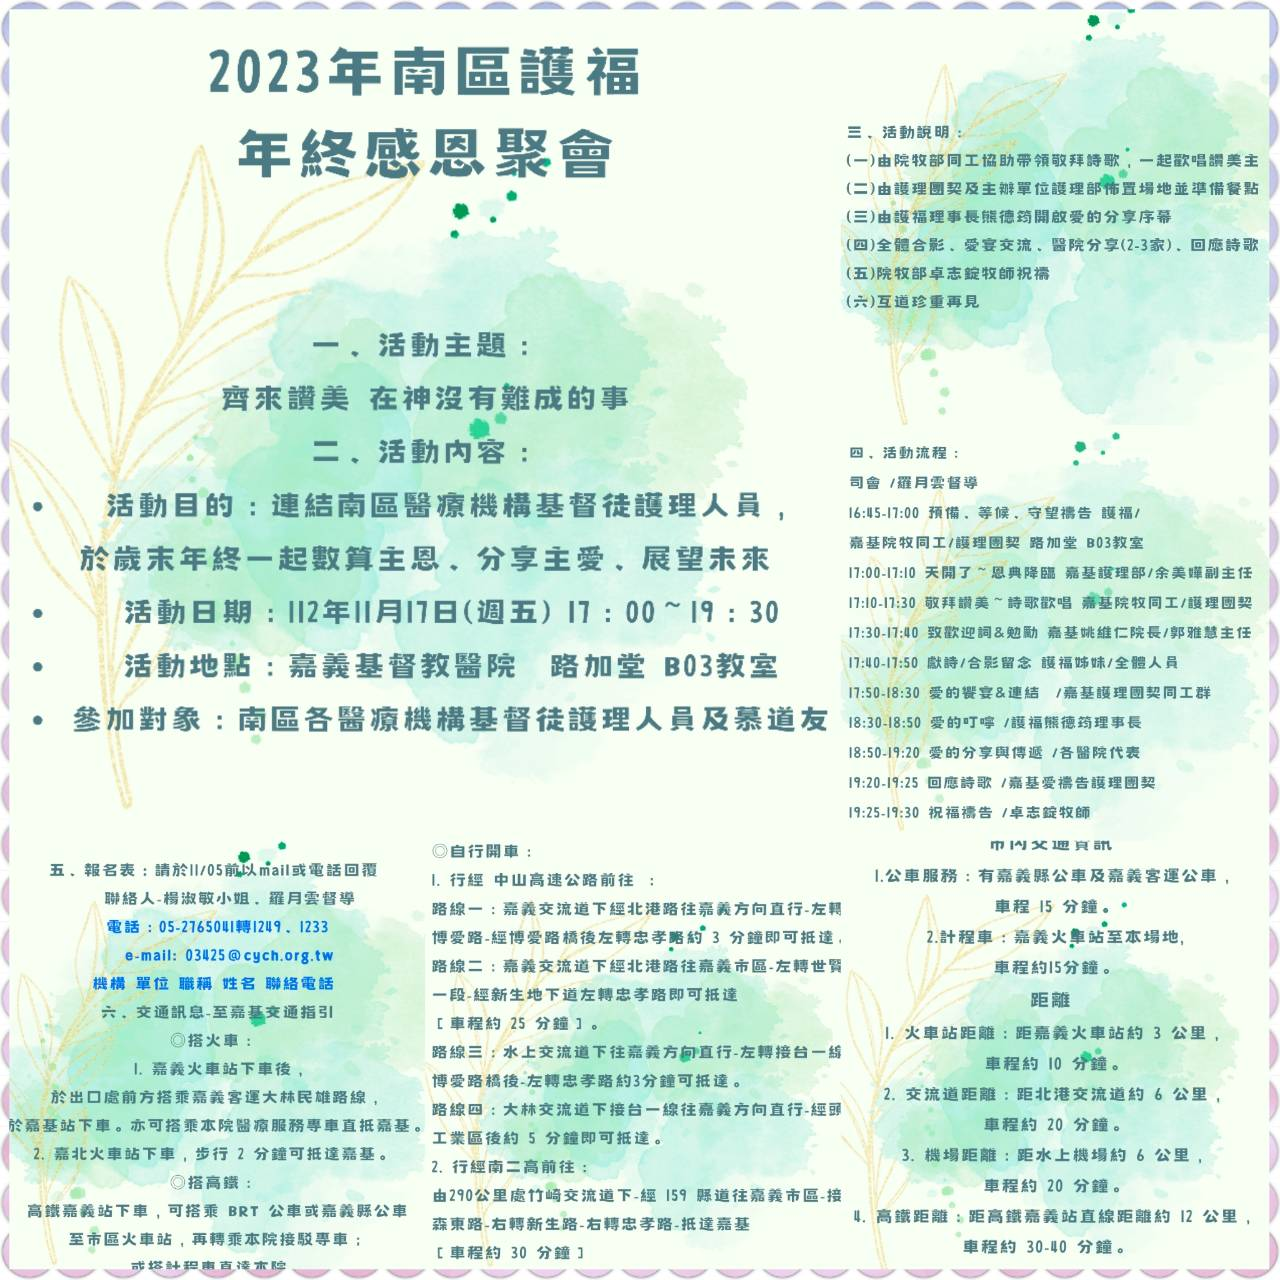 2023年南區護福
年終感恩聚會
一、活動主題：
齊來讚美 在神沒有難成的事
二、活動內容：
• 活動目的：連結南區醫療機構基督徒護理人員，
於歲末年終一起數算主恩、分享主愛、展望未來
• 活動日期：112年11月17日(週五) 17：00~19：30
• 活動地點：嘉義基督教醫院 路加堂 B03教室
• 參加對象：南區各醫療機構基督徒護理人員及慕道友
三、活動說明：
(一)由院牧部同工協助帶領敬拜詩歌，一起歡唱讚美主
(二)由護理團契及主辦單位護理部佈置場地並準備餐點
(三)由護福理事長熊德筠開啟愛的分享序幕
(四)全體合影、愛宴交流、醫院分享(2-3家)、回應詩歌
(五)院牧部卓志錠牧師祝禱
(六)互道珍重再見
四、活動流程：
司會 /羅月雲督導
16:45-17:00 預備、等候、守望禱告 護福/
嘉基院牧同工/護理團契 路加堂 B03教室
17:00-17:10 天開了~恩典降臨 嘉基護理部/余美嬅副主任
17:10-17:30 敬拜讚美~詩歌歡唱 嘉基院牧同工/護理團契
17:30-17:40 致歡迎詞&勉勵 嘉基姚維仁院長/郭雅慧主任
17:40-17:50 獻詩/合影留念 護福姊妹/全體人員
17:50-18:30 愛的饗宴&連結 /嘉基護理團契同工群
18:30-18:50 愛的叮嚀 /護福熊德筠理事長
18:50-19:20 愛的分享與傳遞 /各醫院代表
19:20-19:25 回應詩歌 /嘉基愛禱告護理團契
19:25-19:30 祝福禱告 /卓志錠牧師
五、報名表：請於11/05前以mail或電話回覆
聯絡人-楊淑敏小姐、羅月雲督導
電話：05-2765041轉1249、1233
e-mail: 03425@cych.org.tw
機構 單位 職稱 姓名 聯絡電話
六、交通訊息-至嘉基交通指引
◎搭火車：
1. 嘉義火車站下車後，
於出口處前方搭乘嘉義客運大林民雄路線，
於嘉基站下車。亦可搭乘本院醫療服務專車直抵嘉基。
2. 嘉北火車站下車，步行 2 分鐘可抵達嘉基。
◎搭高鐵：
高鐵嘉義站下車，可搭乘 BRT 公車或嘉義縣公車
至市區火車站，再轉乘本院接駁專車；
或搭計程車直達本院
◎自行開車：
1. 行經 中山高速公路前往 ：
路線一：嘉義交流道下經北港路往嘉義方向直行-左轉
博愛路-經博愛路橋後左轉忠孝路約 3 分鐘即可抵達.
路線二：嘉義交流道下經北港路往嘉義市區-左轉世賢
一段-經新生地下道左轉忠孝路即可抵達
[ 車程約 25 分鐘 ]。
路線三：水上交流道下往嘉義方向直行-左轉接台一線
博愛路橋後-左轉忠孝路約3分鐘可抵達。
路線四：大林交流道下接台一線往嘉義方向直行-經頭
工業區後約 5 分鐘即可抵達。
2. 行經南二高前往：
由290公里處竹崎交流道下-經 159 縣道往嘉義市區-接
森東路-右轉新生路-右轉忠孝路-抵達嘉基
[ 車程約 30 分鐘 ]
市內交通資訊
1.公車服務：有嘉義縣公車及嘉義客運公車，
車程 15 分鐘。
2.計程車：嘉義火車站至本場地,
車程約15分鐘。
距離
1. 火車站距離：距嘉義火車站約 3 公里，
車程約 10 分鐘。
2. 交流道距離：距北港交流道約 6 公里，
車程約 20 分鐘。
3. 機場距離：距水上機場約 6 公里，
車程約 20 分鐘。
4. 高鐵距離：距高鐵嘉義站直線距離約 12 公里，
車程約 30-40 分鐘。